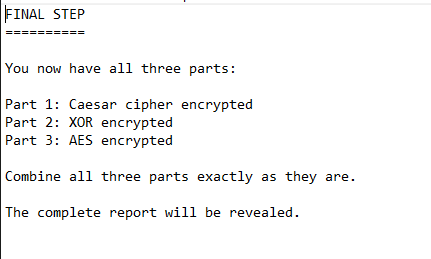 FINAL STEP
==========
You now have all three parts:
Part 1: Caesar cipher encrypted
Part 2: XOR encrypted
Part 3: AES encrypted
Combine all three parts exactly as they are.
The complete report will be revealed.